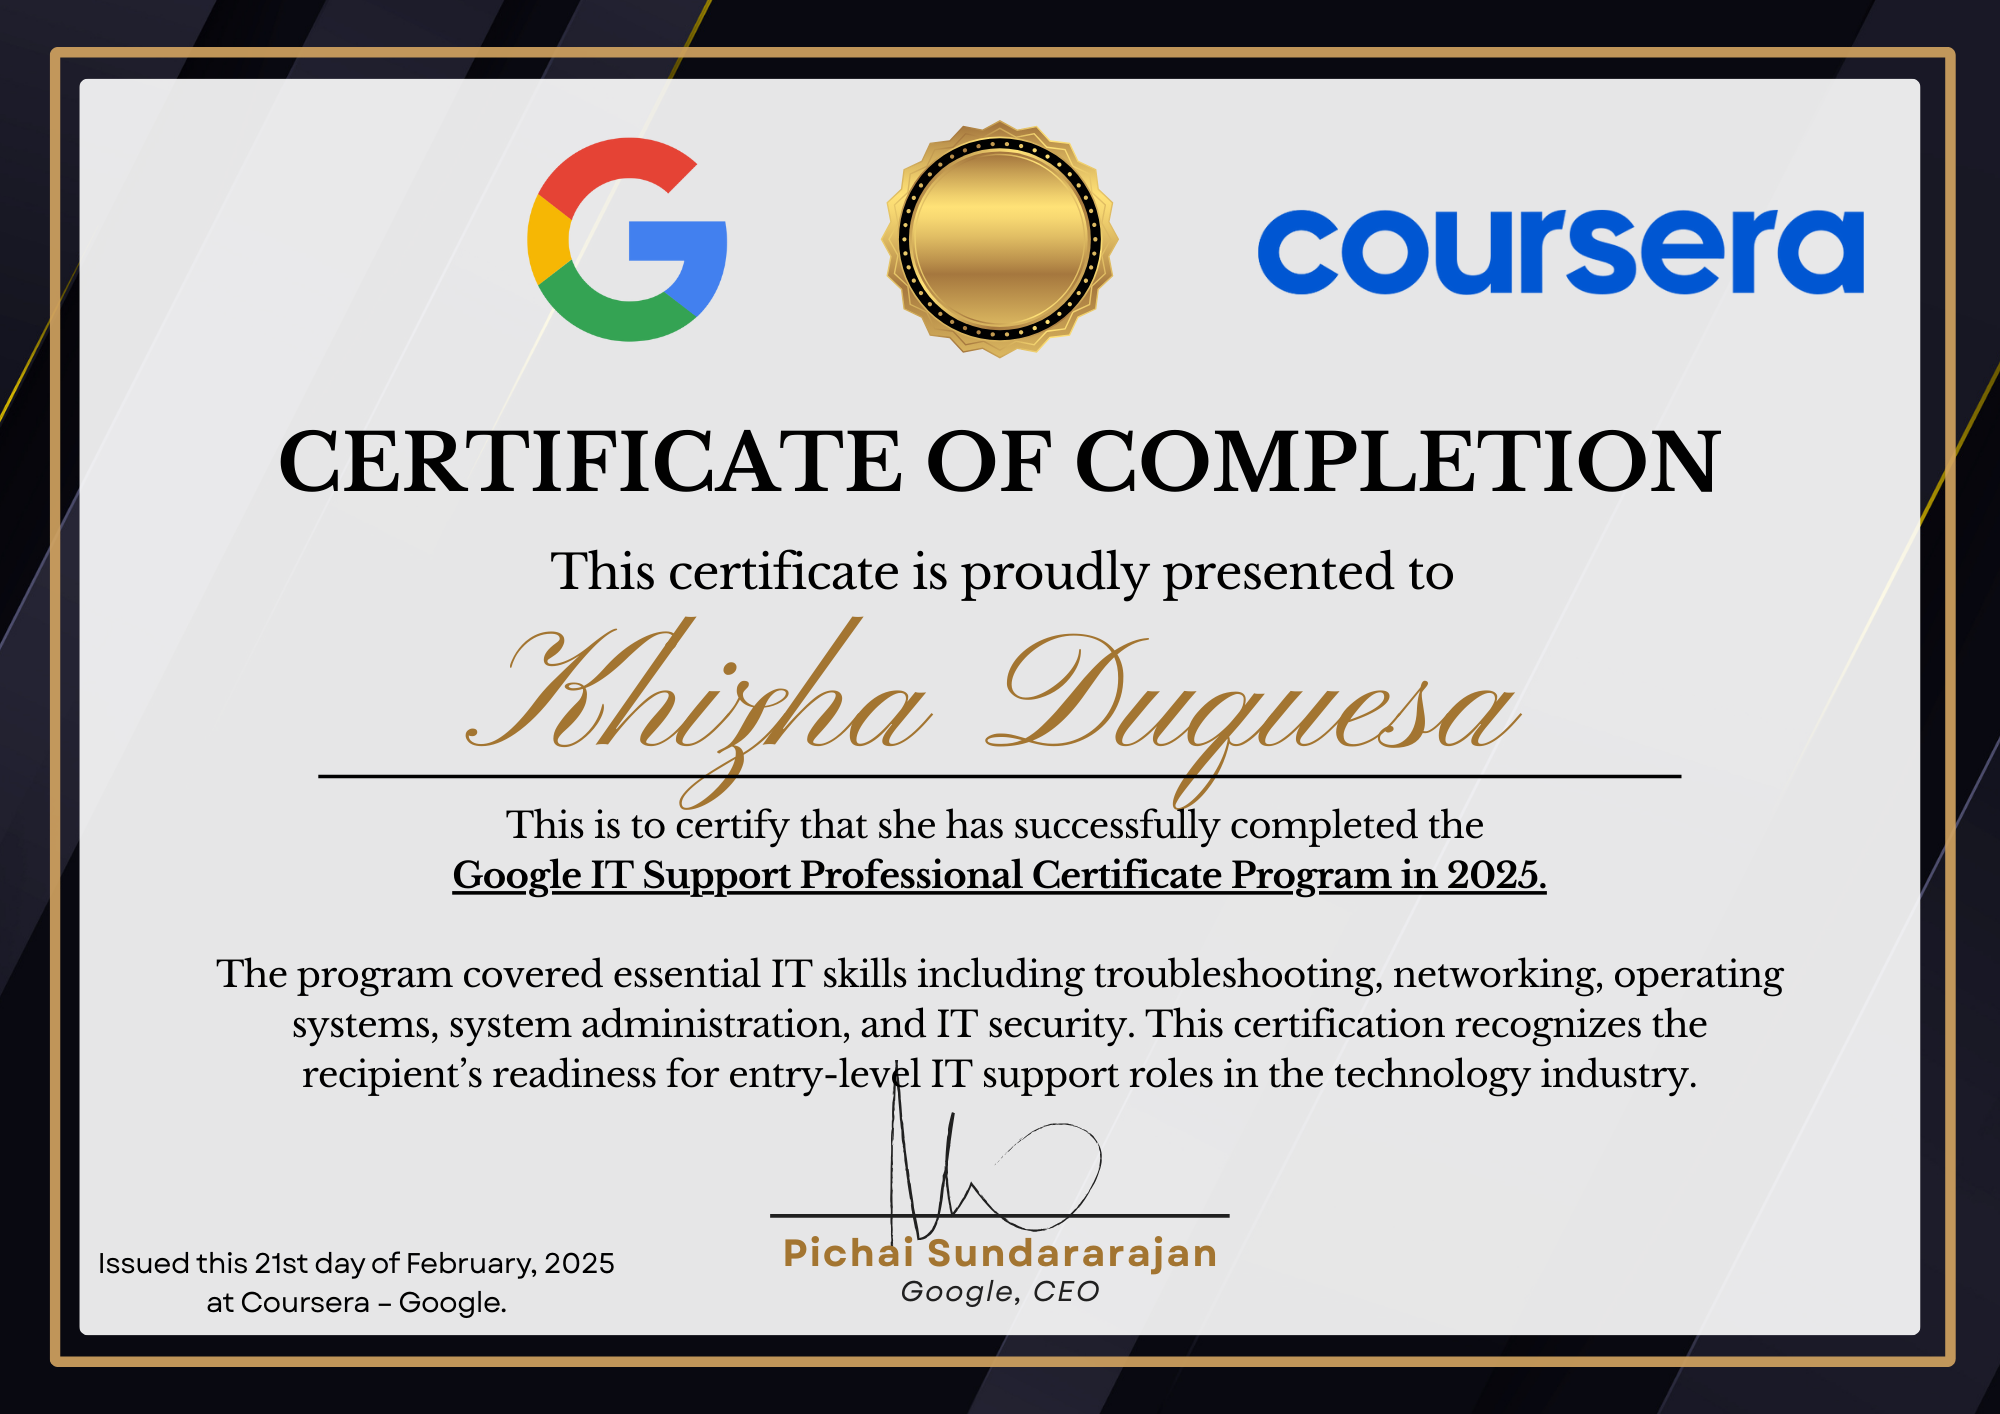 coursera
CERTIFICATE OF COMPLETION
This certificate is proudly presented to
Khizha Duquesa
This is to certify that she has successfully completed the
Google IT Support Professional Certificate Program in 2025.
The program covered essential IT skills including troubleshooting, networking, operating
systems, system administration, and IT security. This certification recognizes the
recipient’s readiness for entry-level IT support roles in the technology industry.
Pichai Sundararajan
Google, CEO
Issued this 21st day of February, 2025
at Coursera – Google.